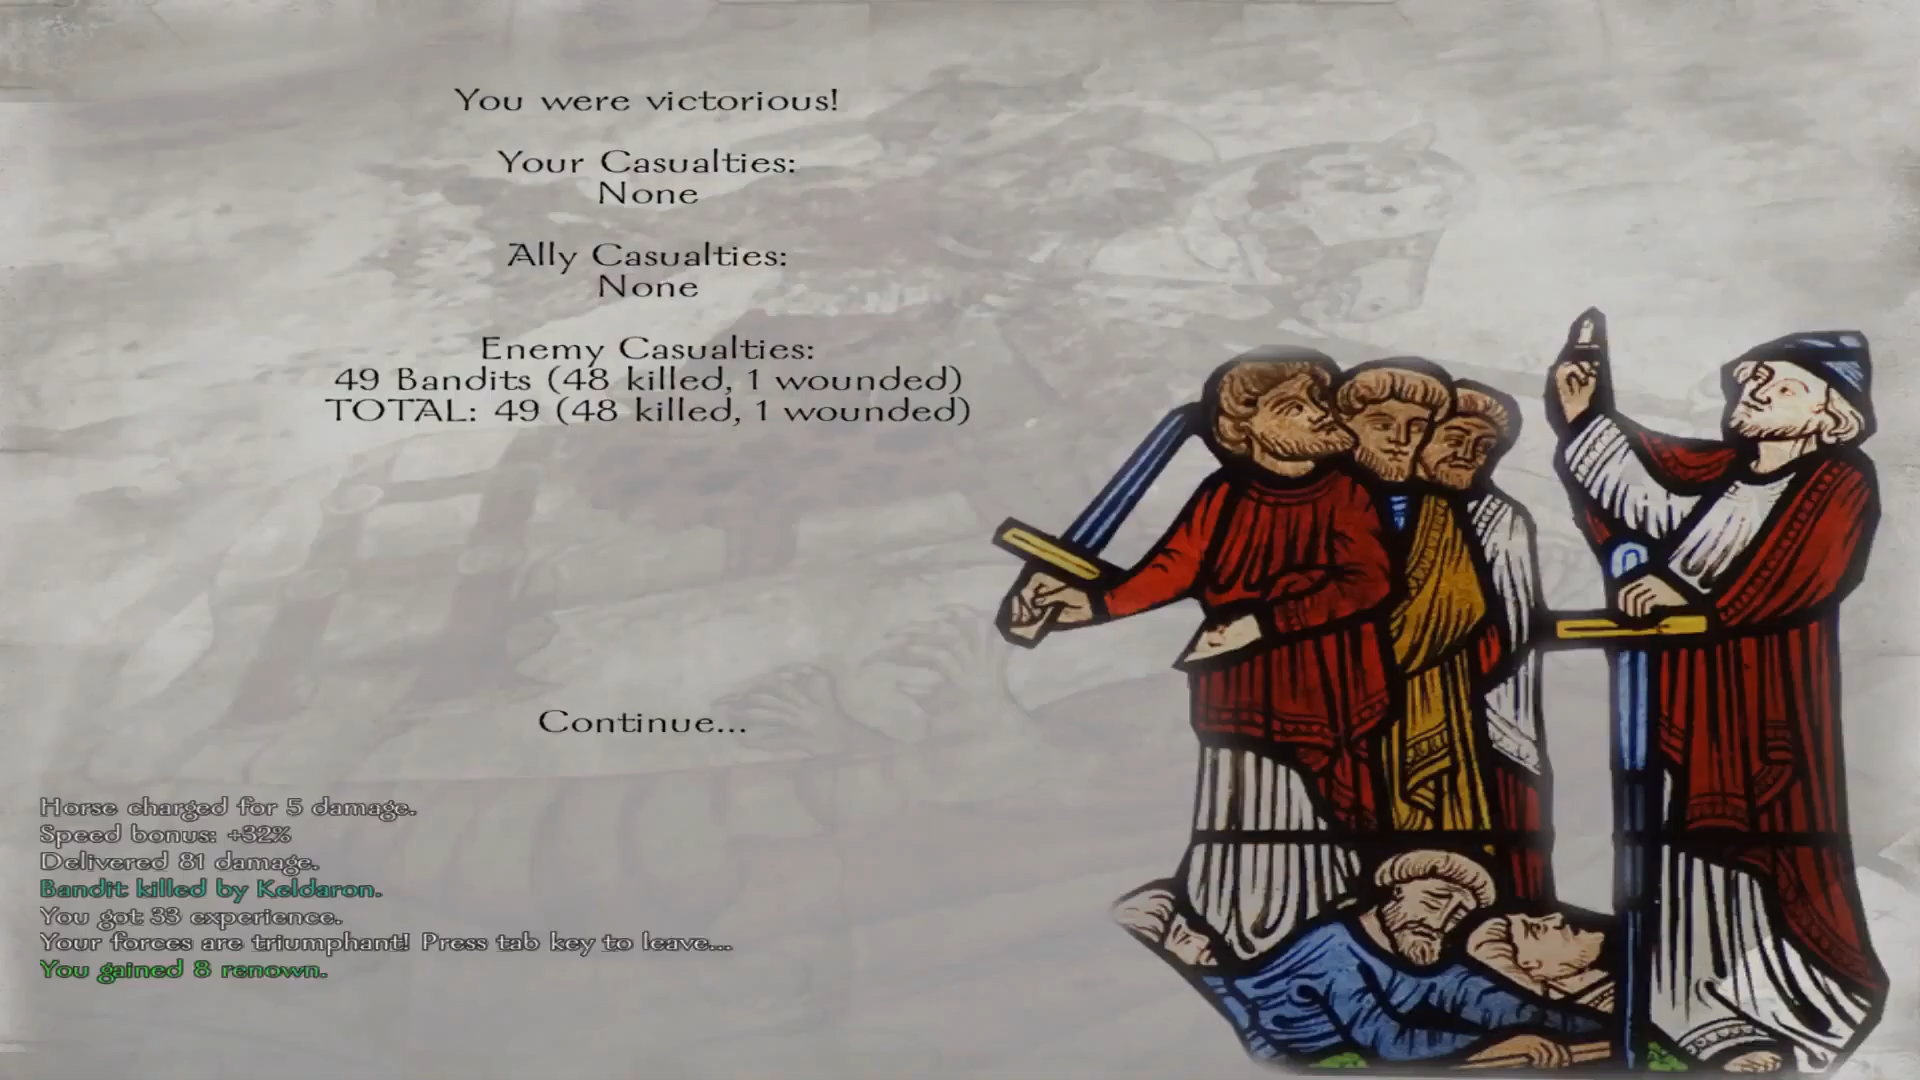 You were victorious!
Your Casualties:
None
Ally Casualties:
None
Enemy Casualties:
49 Bandits (48 killed, 1 wounded)
TOTAL: 49 (48 killed, 1 wounded)
Continue...
Horse charged for 5 damage.
Speed bonus: +32%
Delivered 81 damage.
Bandit killed by Keldaron.
You got 33 experience.
Your forces are triumphant! Press tab key to leave...
You gained 8 renown.